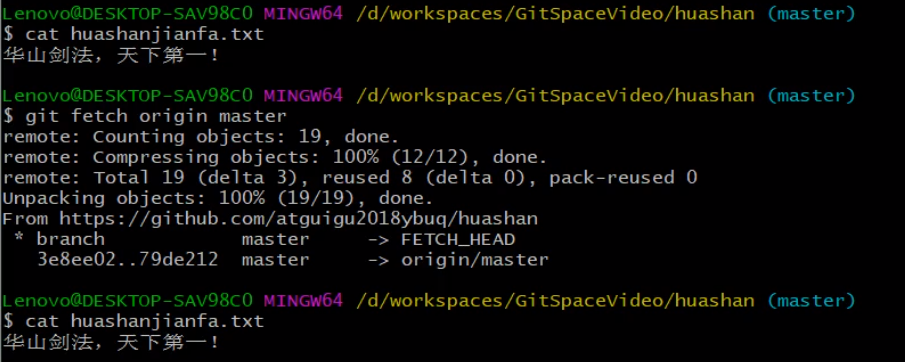 Lenovo@DESKTOP-SAV98C0 MINGW64 /d/workspaces/GitSpaceVideo/huashan (master)
$ cat huashanjianfa.txt
华山剑法，天下第一！
Lenovo@DESKTOP-SAV98C0 MINGW64 /d/workspaces/GitSpaceVideo/huashan (master)
$ git fetch origin master
remote: Counting objects: 19, done.
remote: Compressing objects: 100% (12/12), done.
remote: Total 19 (delta 3), reused 8 (delta 0), pack-reused 0
Unpacking objects: 100% (19/19), done.
From https://github.com/atguigu2018ybuq/huashan
 * branch            master     -> FETCH_HEAD
   3e8ee02..79de212  master     -> origin/master
Lenovo@DESKTOP-SAV98C0 MINGW64 /d/workspaces/GitSpaceVideo/huashan (master)
$ cat huashanjianfa.txt
华山剑法，天下第一！